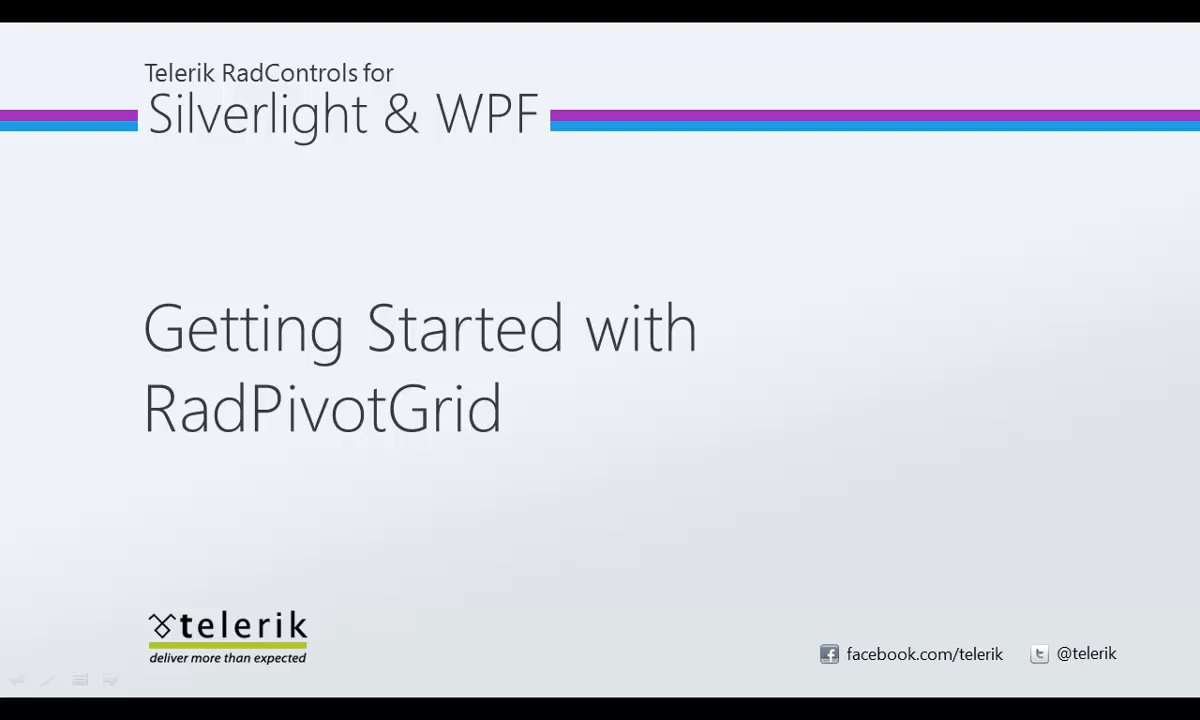 Telerik RadControls for
Silverlight & WPF
Getting Started with
RadPivotGrid
telerik
deliver more than expected
facebook.com/telerik
@telerik